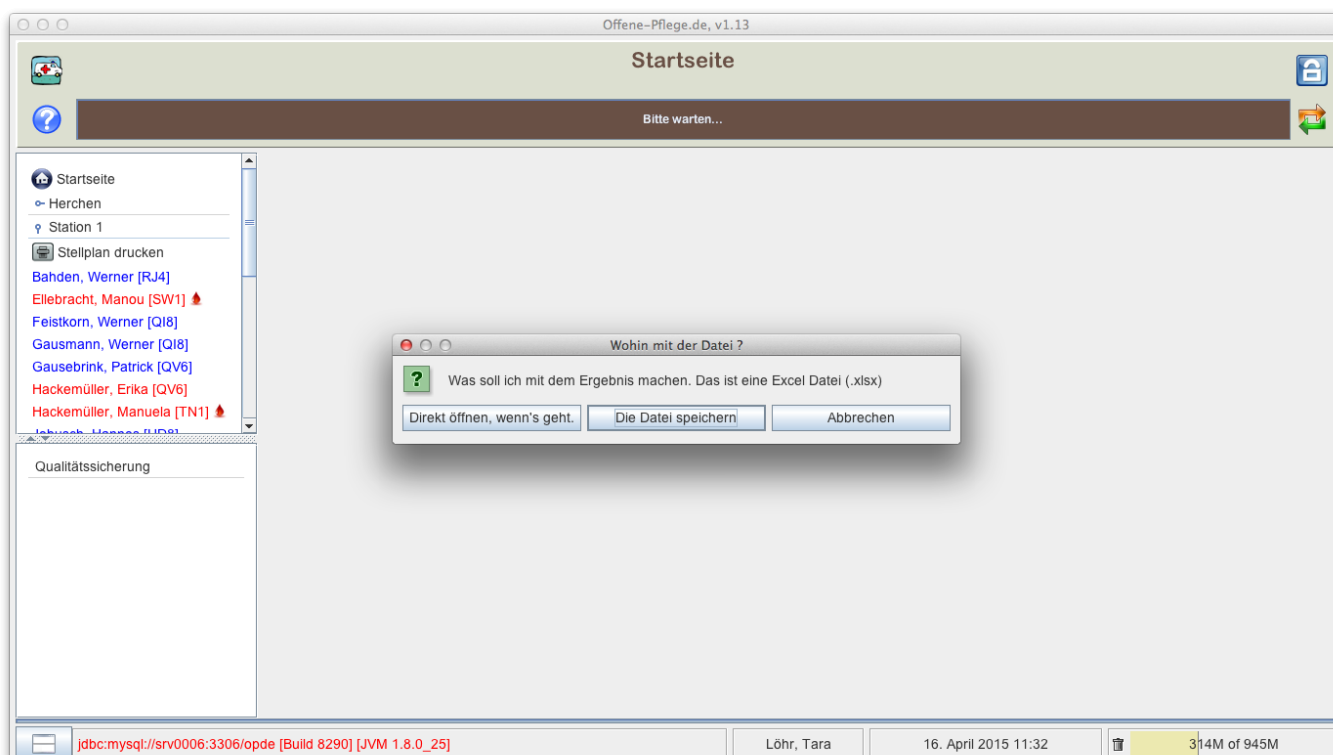 Offene-Pflege.de, v1.13
Startseite
Bitte warten...
Startseite
Herchen
Station 1
Stellplan drucken
Bahden, Werner [RJ4]
Ellebracht, Manou [SW1]
Feistkorn, Werner [QI8]
Gausmann, Werner [QI8]
Gausebrink, Patrick [QV6]
Hackemüller, Erika [QV6]
Hackemüller, Manuela [TN1]
Wohin mit der Datei ?
Was soll ich mit dem Ergebnis machen. Das ist eine Excel Datei (.xlsx)
Direkt öffnen, wenn's geht.
Die Datei speichern
Abbrechen
Qualitätssicherung
jdbc:mysql://srv0006:3306/opde [Build 8290] [JVM 1.8.0_25]
Löhr, Tara
16. April 2015 11:32
314M of 945M